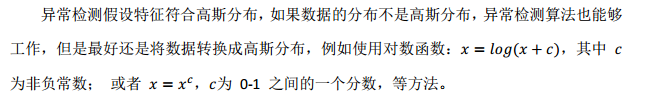 异常检测假设特征符合高斯分布，如果数据的分布不是高斯分布，异常检测算法也能够
工作，但是最好还是将数据转换成高斯分布，例如使用对数函数：x = log(x + c)，其中 c
为非负常数； 或者 x = xᶜ，c为 0-1 之间的一个分数，等方法。